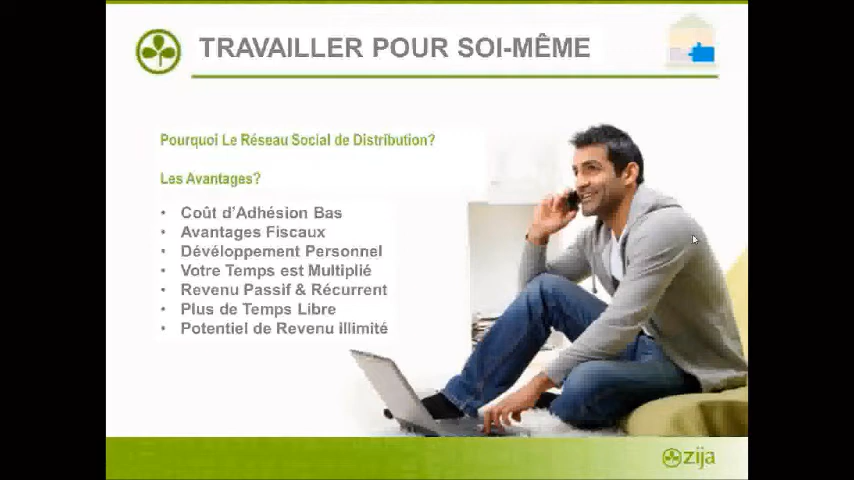 TRAVAILLER POUR SOI-MÊME
Pourquoi Le Réseau Social de Distribution?
Les Avantages?
• Coût d'Adhésion Bas
• Avantages Fiscaux
• Dévéloppement Personnel
• Votre Temps est Multiplié
• Revenu Passif & Récurrent
• Plus de Temps Libre
• Potentiel de Revenu illimité
zija